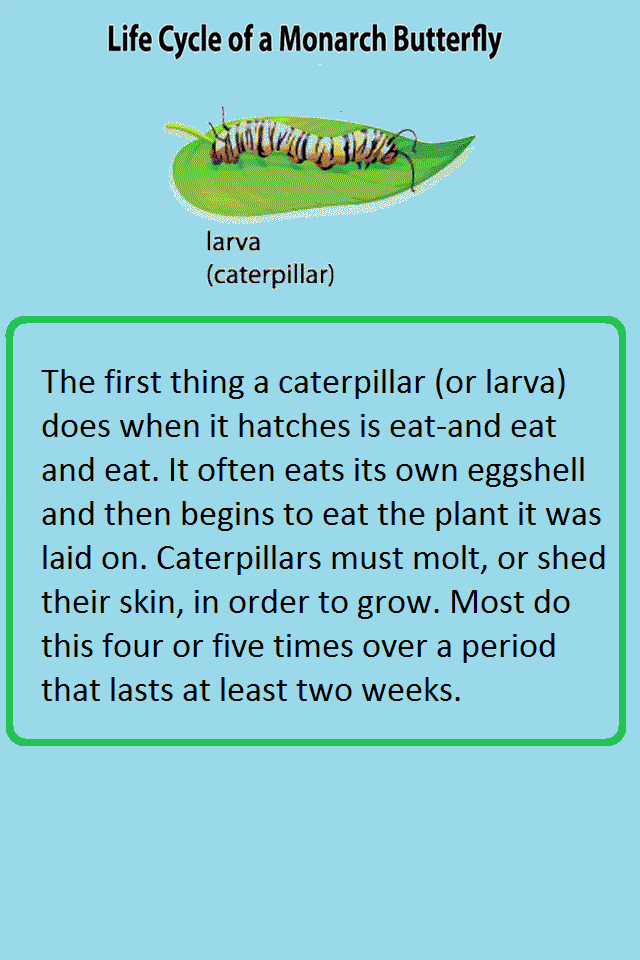 Life Cycle of a Monarch Butterfly
larva
(caterpillar)
The first thing a caterpillar (or larva)
does when it hatches is eat-and eat
and eat. It often eats its own eggshell
and then begins to eat the plant it was
laid on. Caterpillars must molt, or shed
their skin, in order to grow. Most do
this four or five times over a period
that lasts at least two weeks.